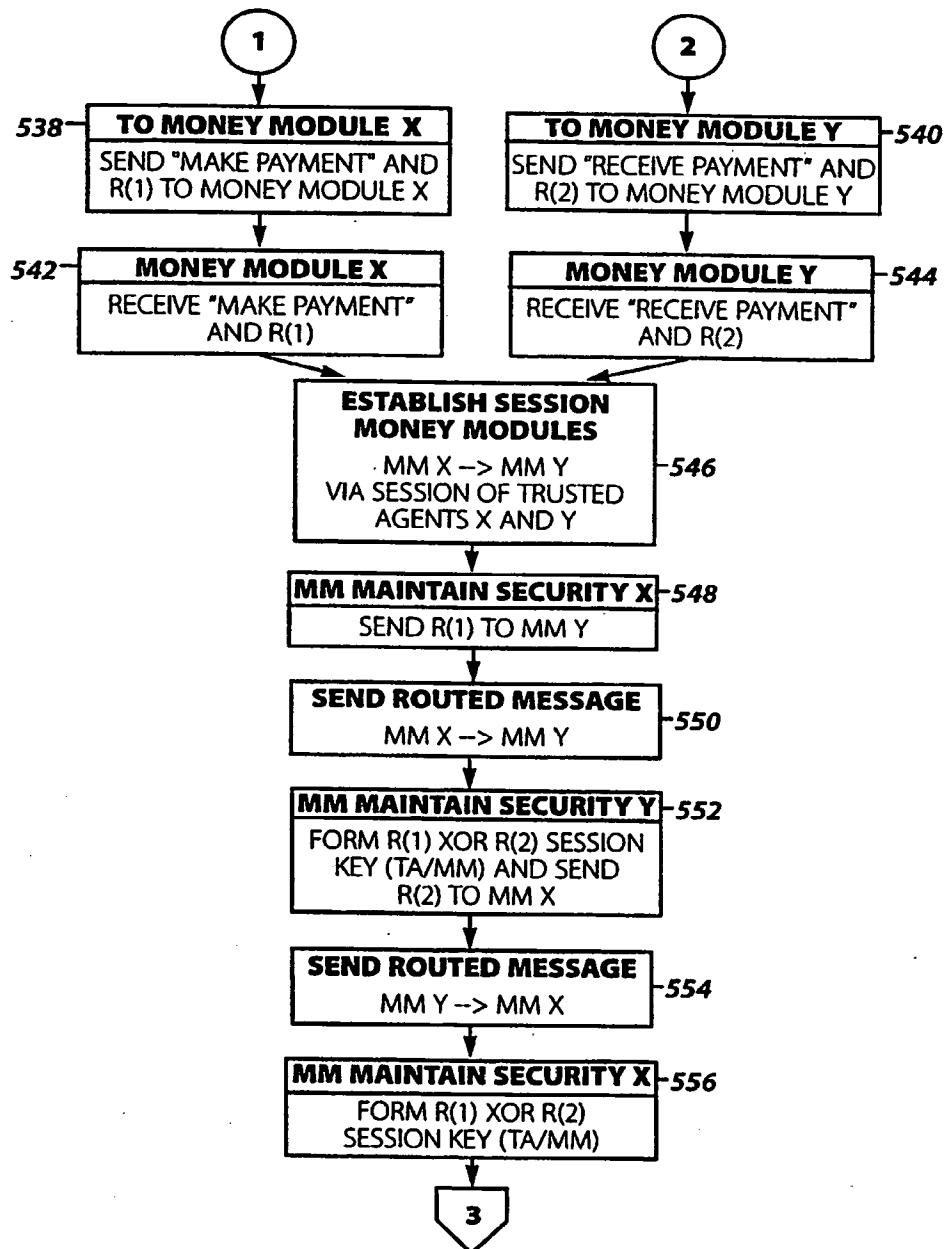 1
2
538
TO MONEY MODULE X
SEND "MAKE PAYMENT" AND
R(1) TO MONEY MODULE X
TO MONEY MODULE Y
540
SEND "RECEIVE PAYMENT" AND
R(2) TO MONEY MODULE Y
542
MONEY MODULE X
RECEIVE "MAKE PAYMENT"
AND R(1)
MONEY MODULE Y
544
RECEIVE "RECEIVE PAYMENT"
AND R(2)
ESTABLISH SESSION
MONEY MODULES
MM X --> MM Y
546
VIA SESSION OF TRUSTED
AGENTS X AND Y
MM MAINTAIN SECURITY X
548
SEND R(1) TO MM Y
SEND ROUTED MESSAGE
550
MM X --> MM Y
MM MAINTAIN SECURITY Y
552
FORM R(1) XOR R(2) SESSION
KEY (TA/MM) AND SEND
R(2) TO MM X
SEND ROUTED MESSAGE
554
MM Y --> MM X
MM MAINTAIN SECURITY X
556
FORM R(1) XOR R(2)
SESSION KEY (TA/MM)
3